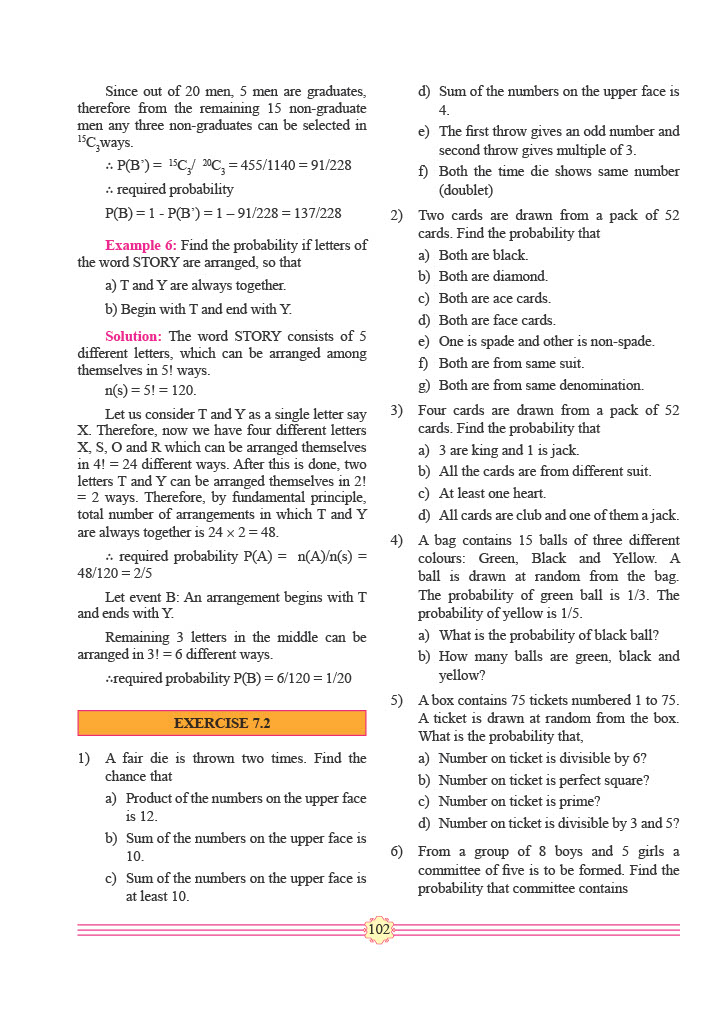 Since out of 20 men, 5 men are graduates,
therefore from the remaining 15 non-graduate
men any three non-graduates can be selected in
¹⁵C₃ways.
∴ P(B’) = ¹⁵C₃/ ²⁰C₃ = 455/1140 = 91/228
∴ required probability
P(B) = 1 - P(B’) = 1 – 91/228 = 137/228
Example 6: Find the probability if letters of
the word STORY are arranged, so that
a) T and Y are always together.
b) Begin with T and end with Y.
Solution: The word STORY consists of 5
different letters, which can be arranged among
themselves in 5! ways.
n(s) = 5! = 120.
Let us consider T and Y as a single letter say
X. Therefore, now we have four different letters
X, S, O and R which can be arranged themselves
in 4! = 24 different ways. After this is done, two
letters T and Y can be arranged themselves in 2!
= 2 ways. Therefore, by fundamental principle,
total number of arrangements in which T and Y
are always together is 24 × 2 = 48.
∴ required probability P(A) = n(A)/n(s) =
48/120 = 2/5
Let event B: An arrangement begins with T
and ends with Y.
Remaining 3 letters in the middle can be
arranged in 3! = 6 different ways.
∴required probability P(B) = 6/120 = 1/20
EXERCISE 7.2
1) A fair die is thrown two times. Find the
chance that
a) Product of the numbers on the upper face
is 12.
b) Sum of the numbers on the upper face is
10.
c) Sum of the numbers on the upper face is
at least 10.
d) Sum of the numbers on the upper face is
4.
e) The first throw gives an odd number and
second throw gives multiple of 3.
f) Both the time die shows same number
(doublet)
2) Two cards are drawn from a pack of 52
cards. Find the probability that
a) Both are black.
b) Both are diamond.
c) Both are ace cards.
d) Both are face cards.
e) One is spade and other is non-spade.
f) Both are from same suit.
g) Both are from same denomination.
3) Four cards are drawn from a pack of 52
cards. Find the probability that
a) 3 are king and 1 is jack.
b) All the cards are from different suit.
c) At least one heart.
d) All cards are club and one of them a jack.
4) A bag contains 15 balls of three different
colours: Green, Black and Yellow. A
ball is drawn at random from the bag.
The probability of green ball is 1/3. The
probability of yellow is 1/5.
a) What is the probability of black ball?
b) How many balls are green, black and
yellow?
5) A box contains 75 tickets numbered 1 to 75.
A ticket is drawn at random from the box.
What is the probability that,
a) Number on ticket is divisible by 6?
b) Number on ticket is perfect square?
c) Number on ticket is prime?
d) Number on ticket is divisible by 3 and 5?
6) From a group of 8 boys and 5 girls a
committee of five is to be formed. Find the
probability that committee contains
102